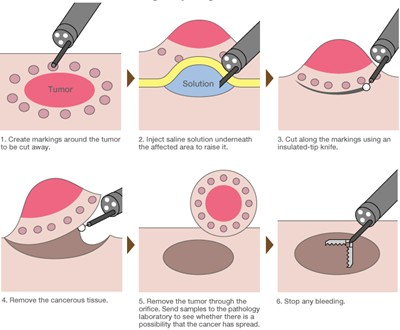 Tumor
Solution
1. Create markings around the tumor
to be cut away.
2. Inject saline solution underneath
the affected area to raise it.
3. Cut along the markings using an
insulated-tip knife.
4. Remove the cancerous tissue.
5. Remove the tumor through the
orifice. Send samples to the pathology
laboratory to see whether there is a
possibility that the cancer has spread.
6. Stop any bleeding.